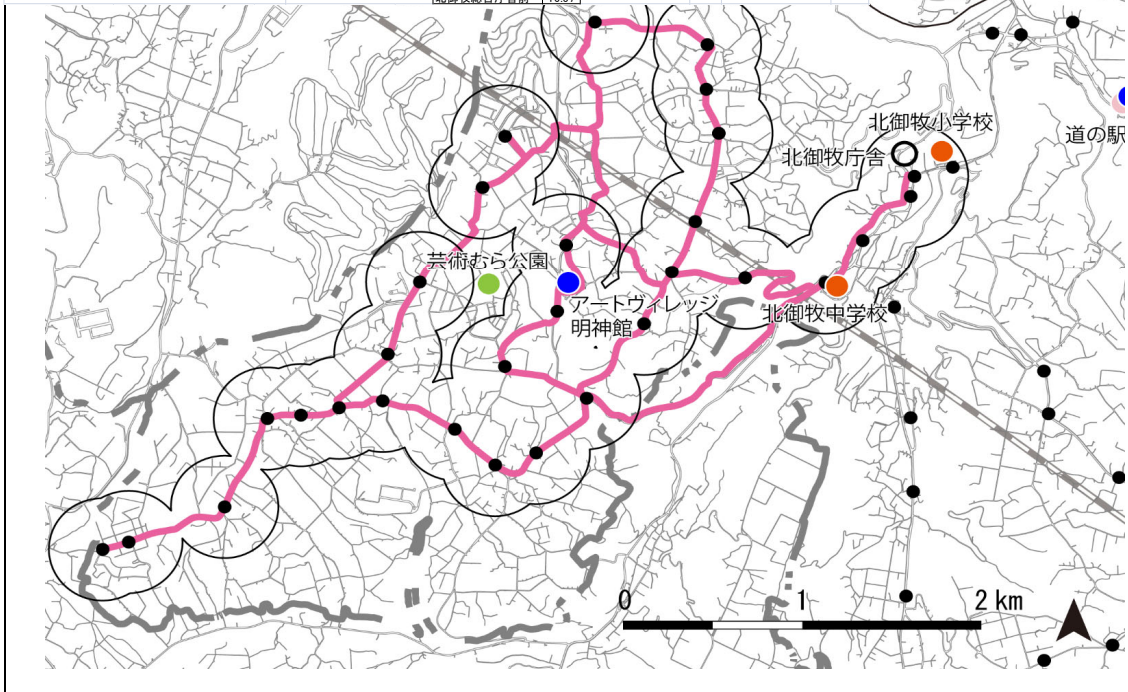 北御牧小学校
北御牧庁舎
道の駅
芸術むら公園
アートヴィレッジ
明神館
北御牧中学校
0 1 2 km